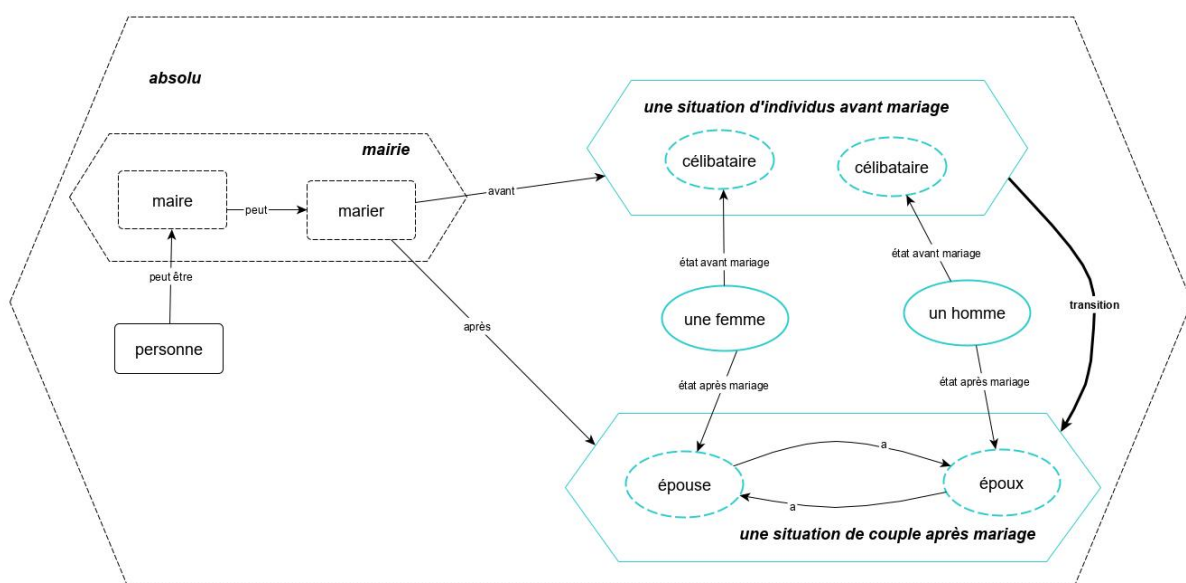 absolu
une situation d'individus avant mariage
mairie
célibataire
célibataire
maire
peut
marier
avant
peut être
personne
après
état avant mariage
état avant mariage
une femme
un homme
transition
état après mariage
état après mariage
épouse
a
a
époux
une situation de couple après mariage